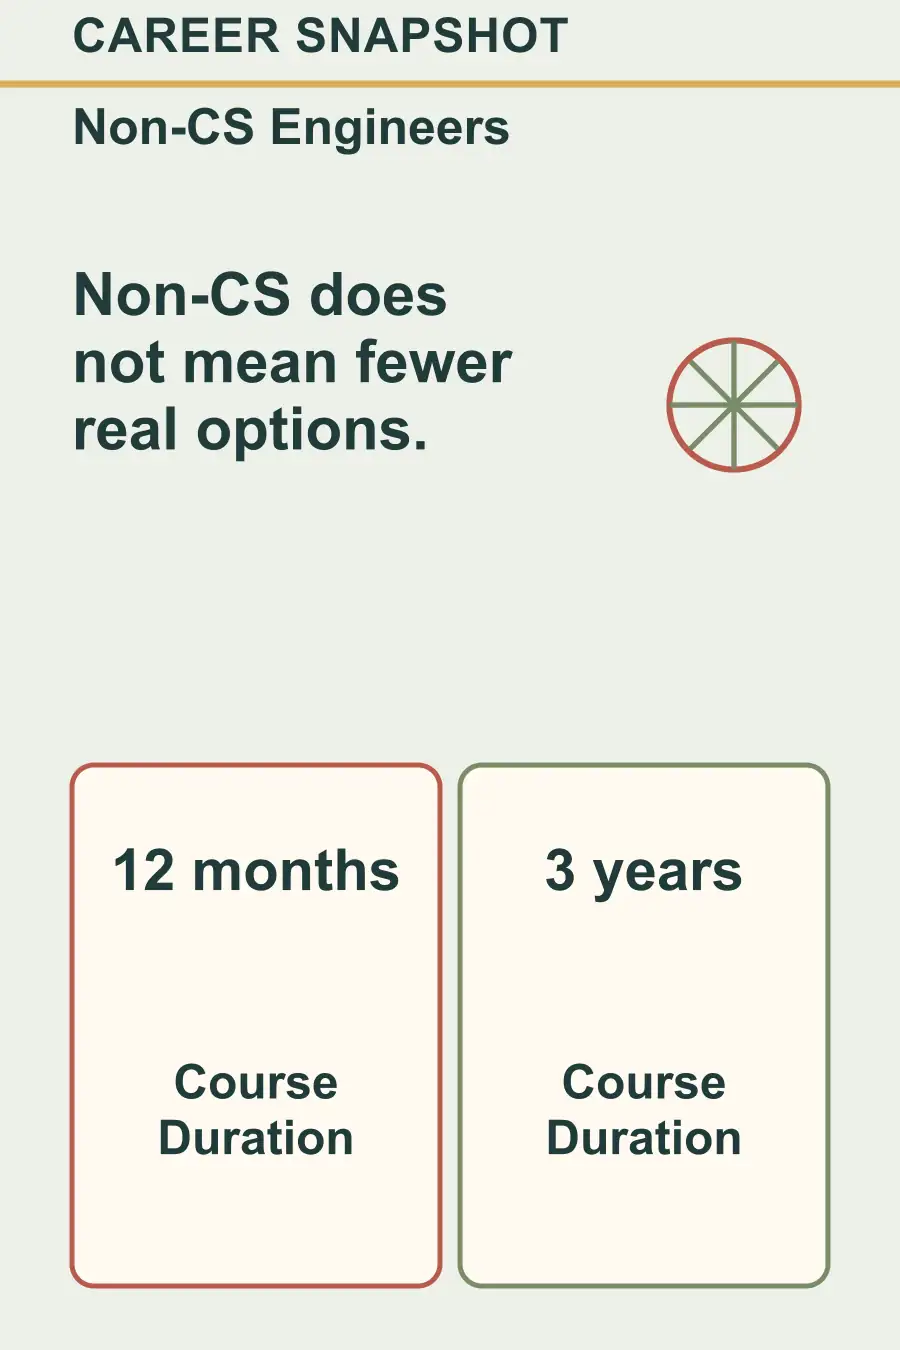 CAREER SNAPSHOT
Non-CS Engineers
Non-CS does
not mean fewer
real options.
12 months
Course
Duration
3 years
Course
Duration